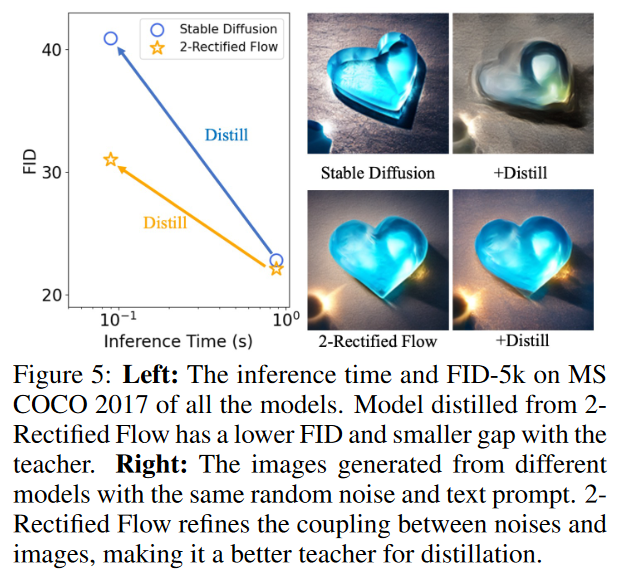 Stable Diffusion
2-Rectified Flow
40
30
20
FID
Distill
Distill
10⁻¹
10⁰
Inference Time (s)
Stable Diffusion
+Distill
2-Rectified Flow
+Distill
Figure 5: Left: The inference time and FID-5k on MS
COCO 2017 of all the models. Model distilled from 2-
Rectified Flow has a lower FID and smaller gap with the
teacher. Right: The images generated from different
models with the same random noise and text prompt. 2-
Rectified Flow refines the coupling between noises and
images, making it a better teacher for distillation.